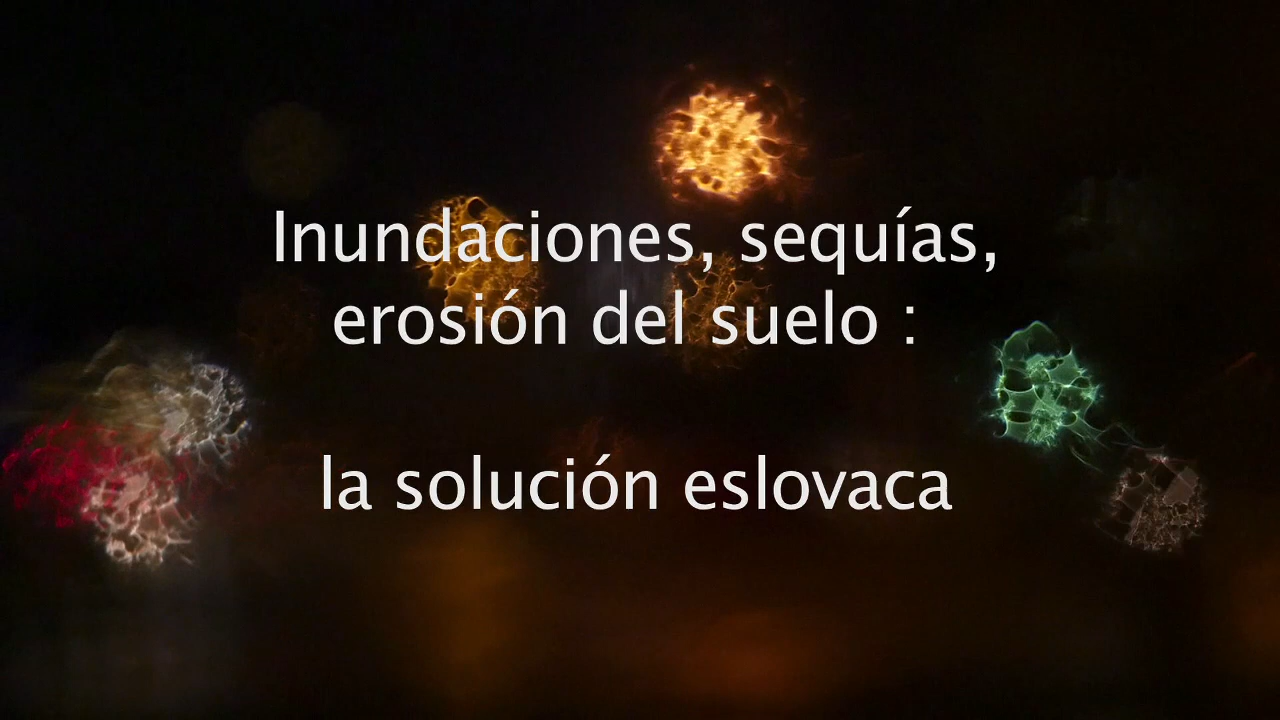 Inundaciones, sequías,
erosión del suelo :
la solución eslovaca